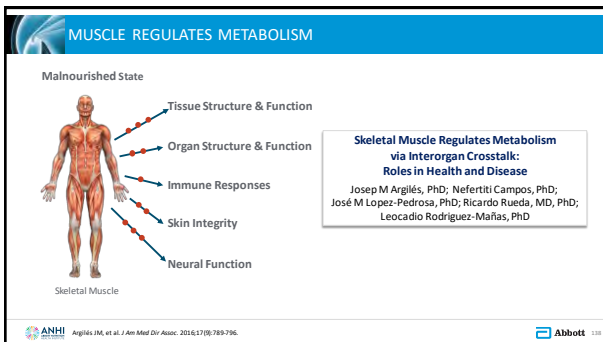 MUSCLE REGULATES METABOLISM
Malnourished State
Tissue Structure & Function
Organ Structure & Function
Immune Responses
Skin Integrity
Neural Function
Skeletal Muscle
Skeletal Muscle Regulates Metabolism
via Interorgan Crosstalk:
Roles in Health and Disease
Josep M Argilés, PhD; Nefertiti Campos, PhD;
José M Lopez-Pedrosa, PhD; Ricardo Rueda, MD, PhD;
Leocadio Rodriguez-Mañas, PhD
ANHI
Argilés JM, et al. J Am Med Dir Assoc. 2016;17(9):789-796.
Abbott
138